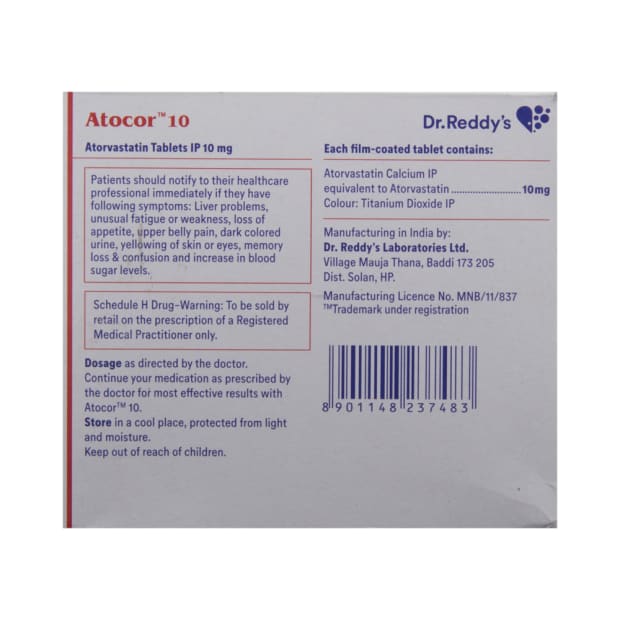 Atocor™ 10
Atorvastatin Tablets IP 10 mg
Patients should notify to their healthcare
professional immediately if they have
following symptoms: Liver problems,
unusual fatigue or weakness, loss of
appetite, upper belly pain, dark colored
urine, yellowing of skin or eyes, memory
loss & confusion and increase in blood
sugar levels.
Schedule H Drug-Warning: To be sold by
retail on the prescription of a Registered
Medical Practitioner only.
Dosage as directed by the doctor.
Continue your medication as prescribed by
the doctor for most effective results with
Atocor™ 10.
Store in a cool place, protected from light
and moisture.
Keep out of reach of children.
Dr.Reddy's
Each film-coated tablet contains:
Atorvastatin Calcium IP
equivalent to Atorvastatin ........................ 10mg
Colour: Titanium Dioxide IP
Manufacturing in India by:
Dr. Reddy's Laboratories Ltd.
Village Mauja Thana, Baddi 173 205
Dist. Solan, HP.
Manufacturing Licence No. MNB/11/837
™Trademark under registration
8 901148 237483